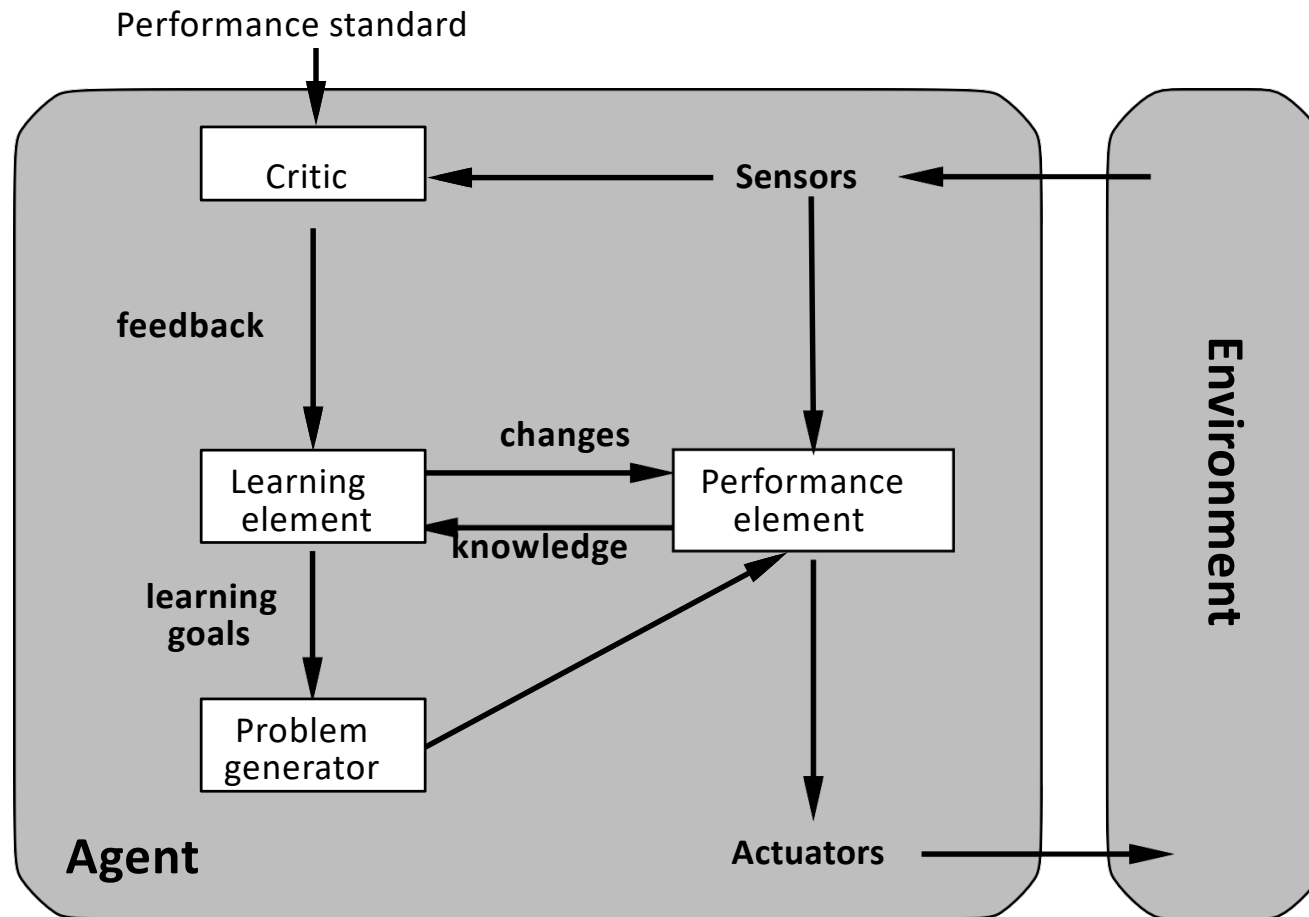 Performance standard
Critic
Sensors
feedback
changes
Learning
element
Performance
element
knowledge
learning
goals
Problem
generator
Agent
Actuators
Environment